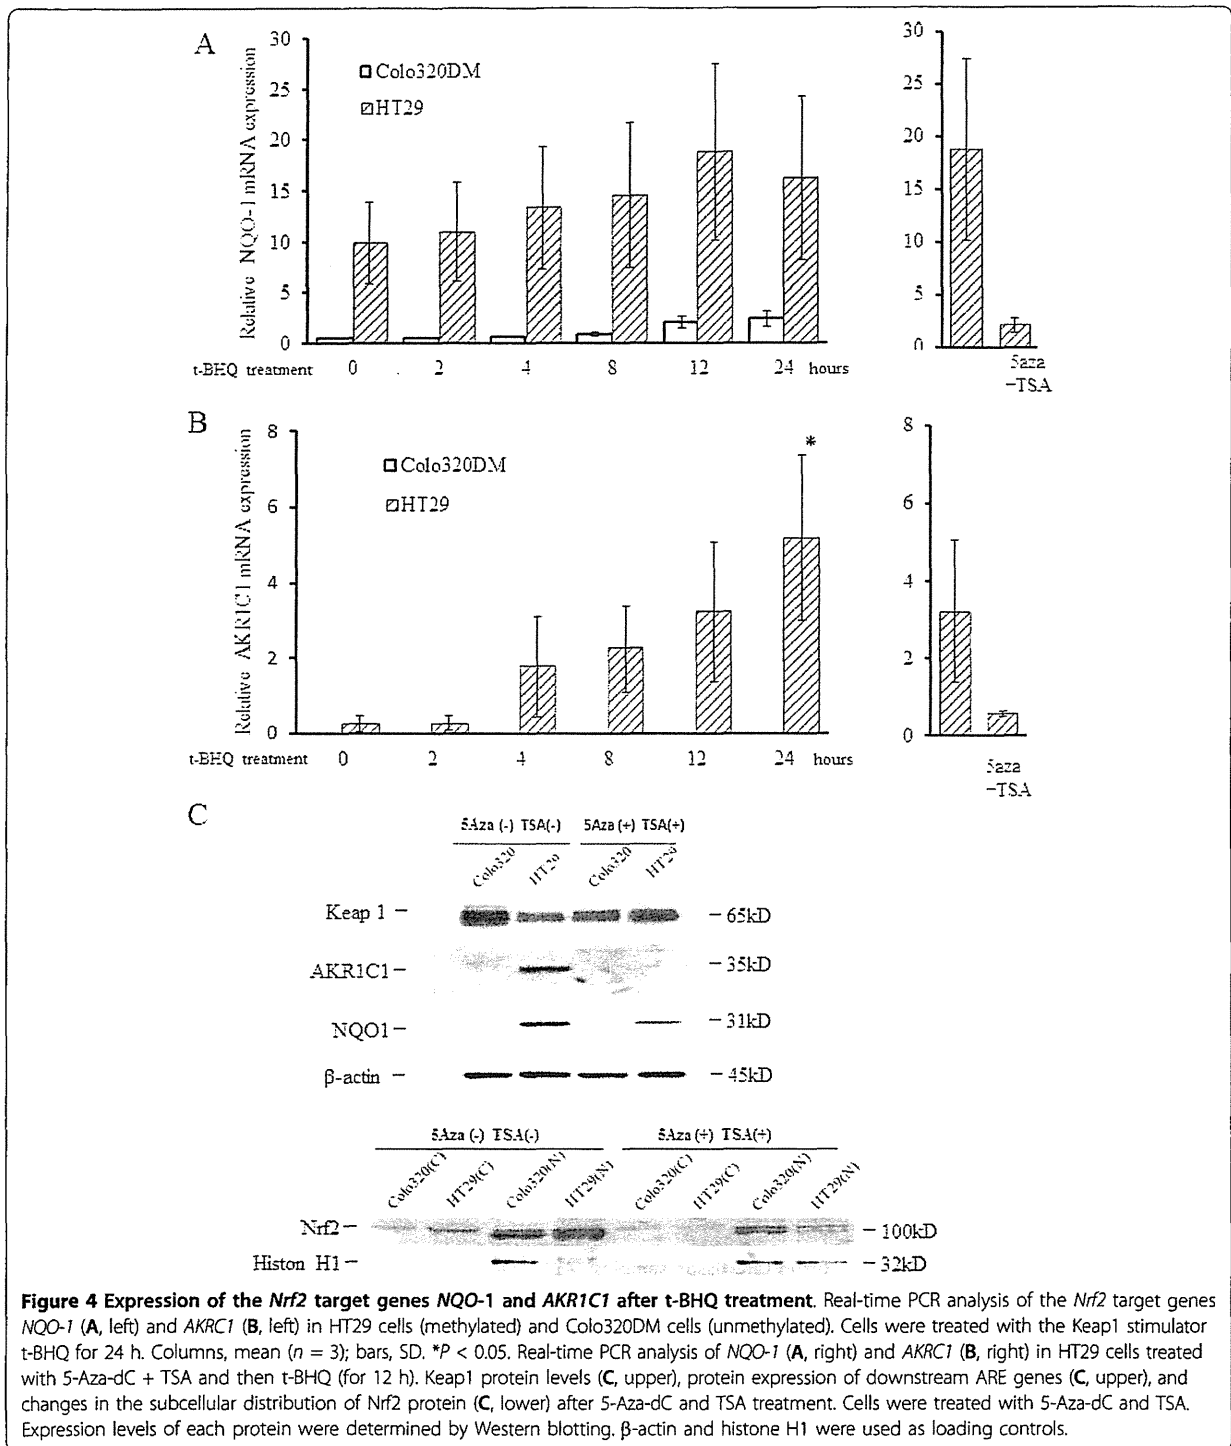 A
30
25
20
15
10
5
0
Relative NQO-1 mRNA expression
Colo320DM
HT29
t-BHQ treatment 0 2 4 8 12 24 hours
30
25
20
15
10
5
0
5aza
+TSA
B
8
6
4
2
0
Relative AKR1C1 mRNA expression
Colo320DM
HT29
*
t-BHQ treatment 0 2 4 8 12 24 hours
8
6
4
2
0
5aza
+TSA
C
5Aza (-) TSA(-) 5Aza (+) TSA(+)
Colo320 HT29 Colo320 HT29
Keap 1 – – 65kD
AKR1C1 – – 35kD
NQO1 – – 31kD
β-actin – – 45kD
5Aza (-) TSA(-) 5Aza (+) TSA(+)
Colo320(C) HT29(C) Colo320(N) HT29(N) Colo320(C) HT29(C) Colo320(N) HT29(N)
Nrf2 – – 100kD
Histon H1 – – 32kD
Figure 4 Expression of the Nrf2 target genes NQO-1 and AKR1C1 after t-BHQ treatment. Real-time PCR analysis of the Nrf2 target genes
NQO-1 (A, left) and AKRC1 (B, left) in HT29 cells (methylated) and Colo320DM cells (unmethylated). Cells were treated with the Keap1 stimulator
t-BHQ for 24 h. Columns, mean (n = 3); bars, SD. *P < 0.05. Real-time PCR analysis of NQO-1 (A, right) and AKRC1 (B, right) in HT29 cells treated
with 5-Aza-dC + TSA and then t-BHQ (for 12 h). Keap1 protein levels (C, upper), protein expression of downstream ARE genes (C, upper), and
changes in the subcellular distribution of Nrf2 protein (C, lower) after 5-Aza-dC and TSA treatment. Cells were treated with 5-Aza-dC and TSA.
Expression levels of each protein were determined by Western blotting. β-actin and histone H1 were used as loading controls.